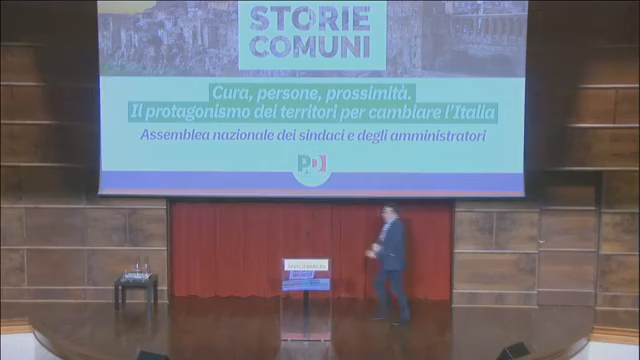 STORIE
COMUNI
Cura, persone, prossimità.
Il protagonismo dei territori per cambiare l'Italia
Assemblea nazionale dei sindaci e degli amministratori
PD